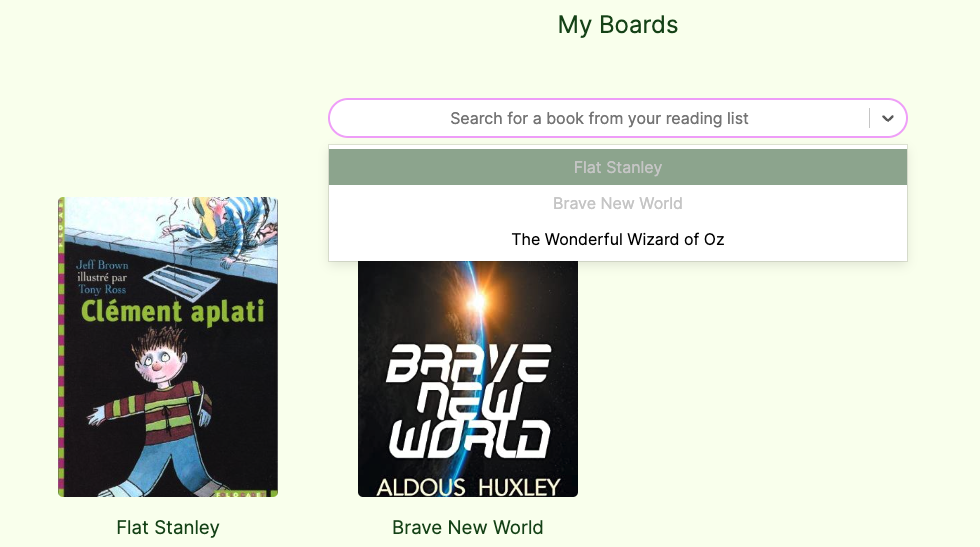 My Boards
Search for a book from your reading list
Flat Stanley
Brave New World
The Wonderful Wizard of Oz
Jeff Brown
illustré par
Tony Ross
Clément aplati
BRAVE
NEW
WORLD
ALDOUS HUXLEY
Flat Stanley
Brave New World